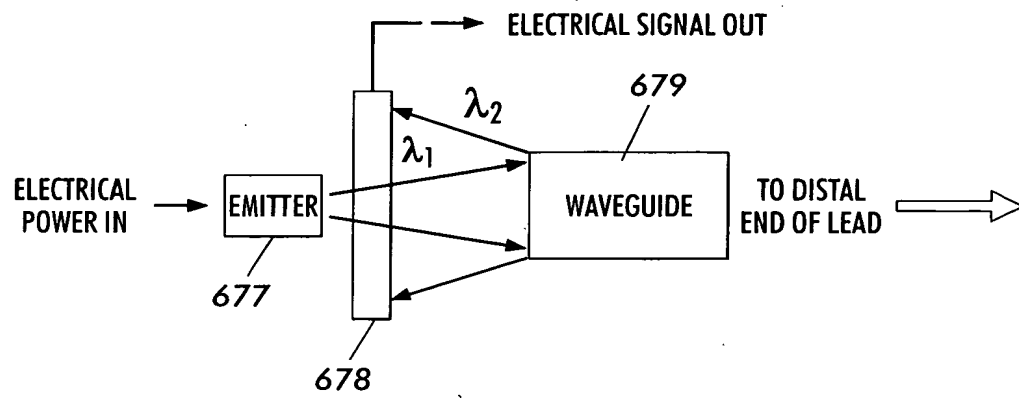 ELECTRICAL SIGNAL OUT
679
λ2
λ1
ELECTRICAL
POWER IN
EMITTER
WAVEGUIDE
TO DISTAL
END OF LEAD
677
678